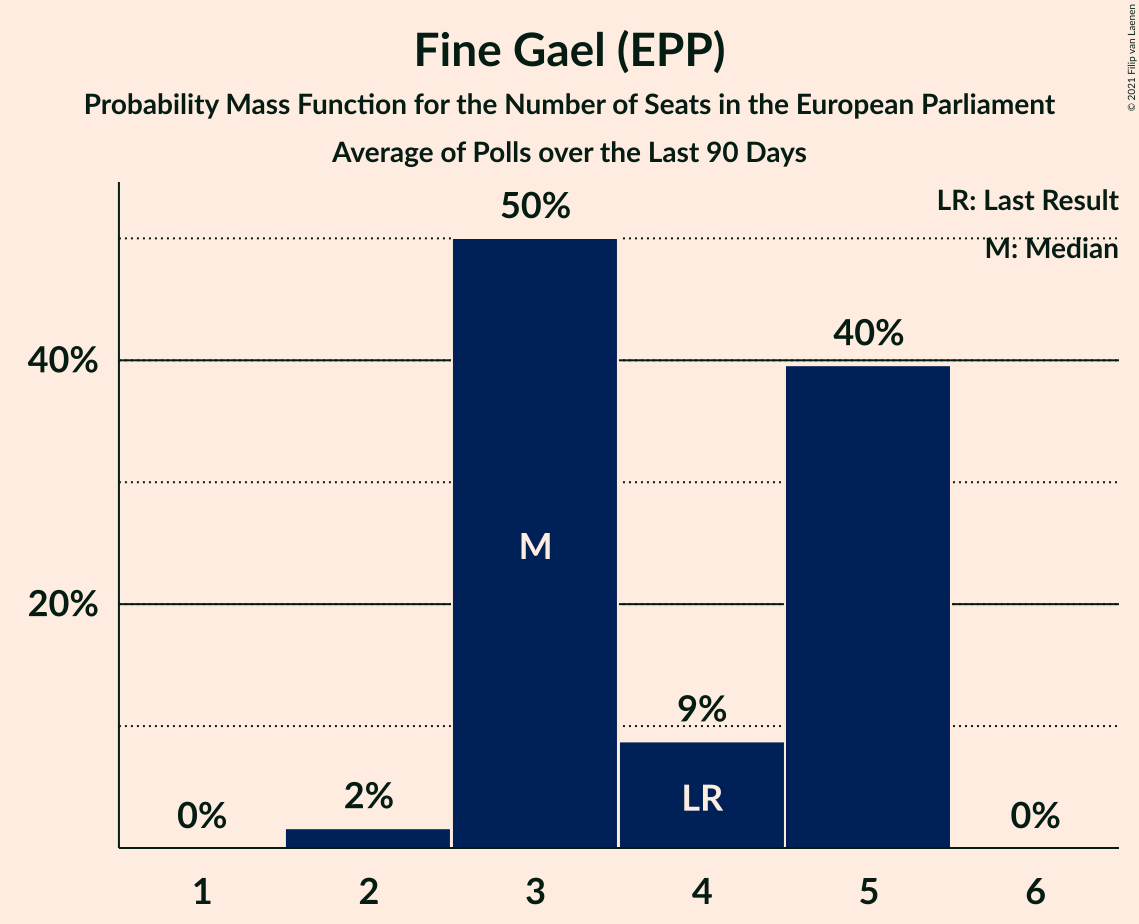 Fine Gael (EPP)
Probability Mass Function for the Number of Seats in the European Parliament
Average of Polls over the Last 90 Days
© 2021 Filip van Laenen
LR: Last Result
M: Median
50%
40%
40%
M
20%
9%
LR
2%
0%
0%
1 2 3 4 5 6